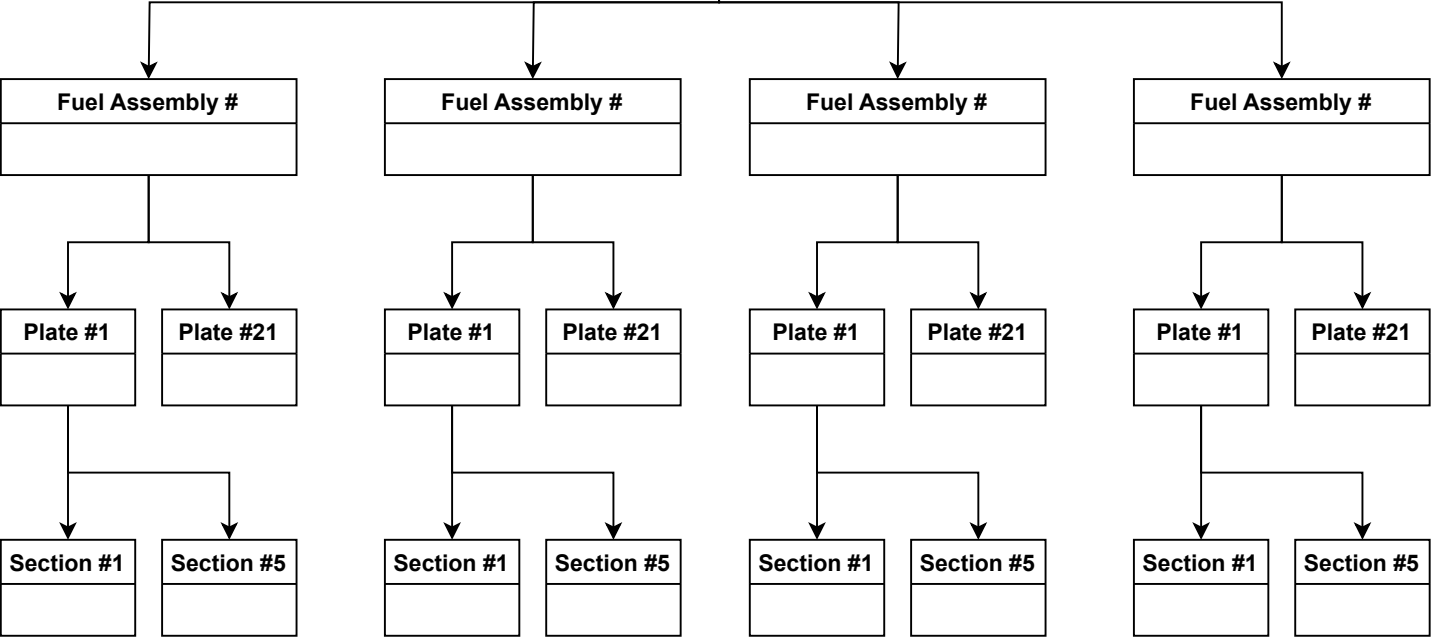 Fuel Assembly #
Fuel Assembly #
Fuel Assembly #
Fuel Assembly #
Plate #1
Plate #21
Plate #1
Plate #21
Plate #1
Plate #21
Plate #1
Plate #21
Section #1
Section #5
Section #1
Section #5
Section #1
Section #5
Section #1
Section #5